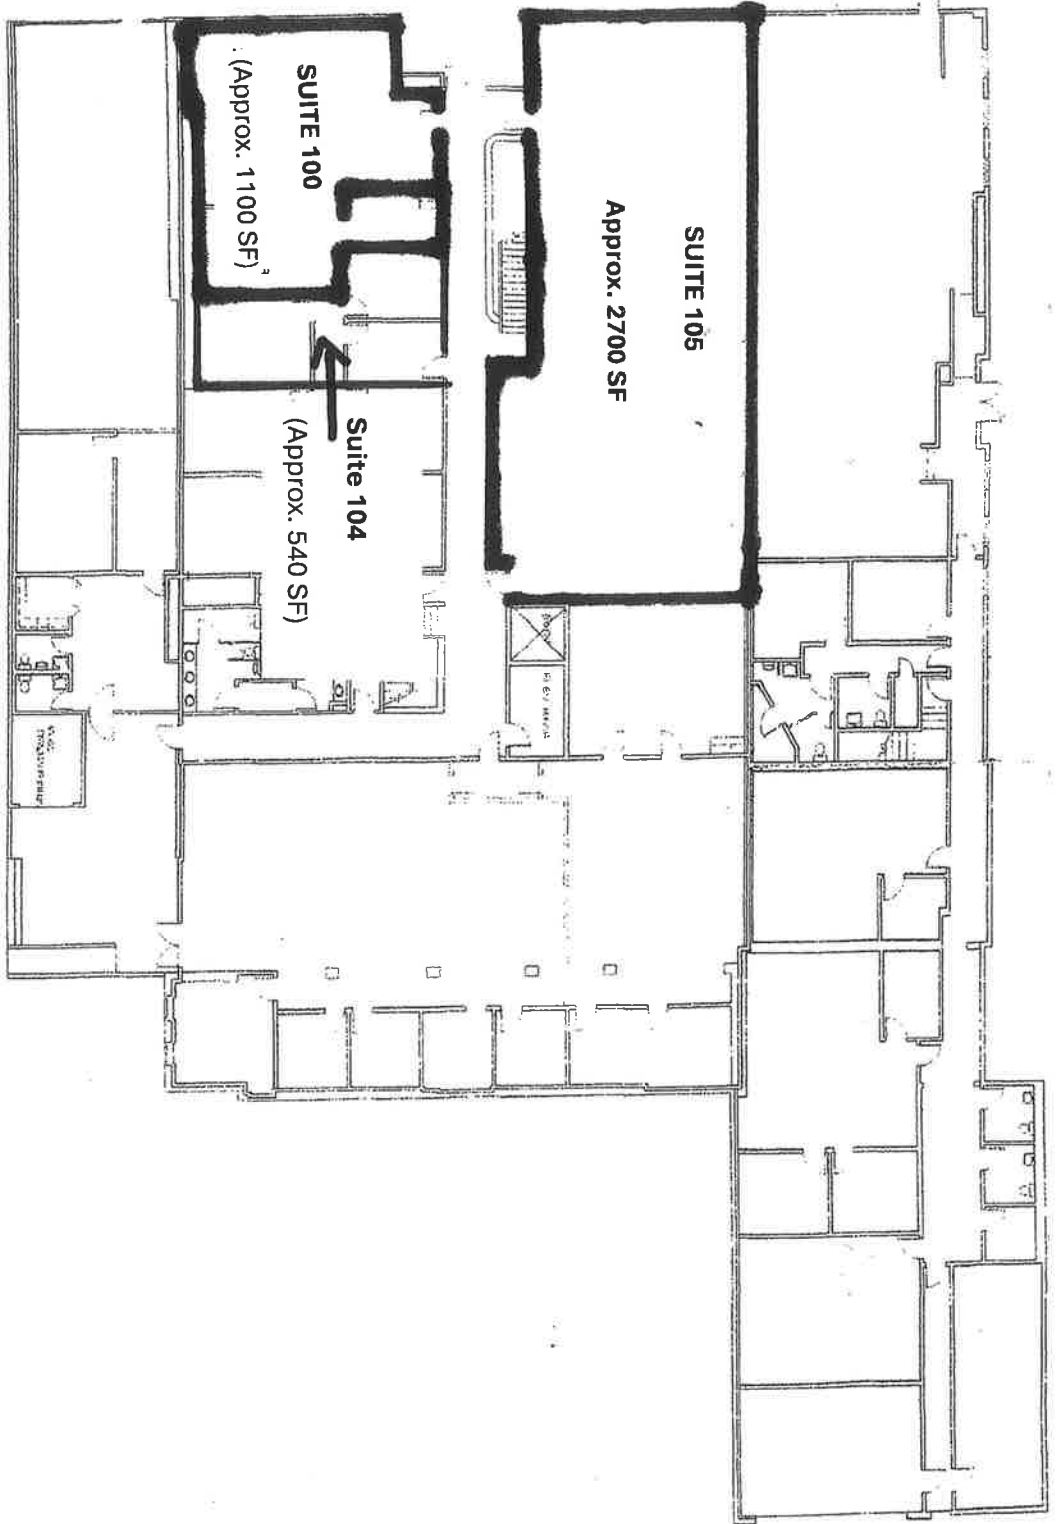 SUITE 105
Approx. 2700 SF
SUITE 100
(Approx. 1100 SF)
Suite 104
(Approx. 540 SF)